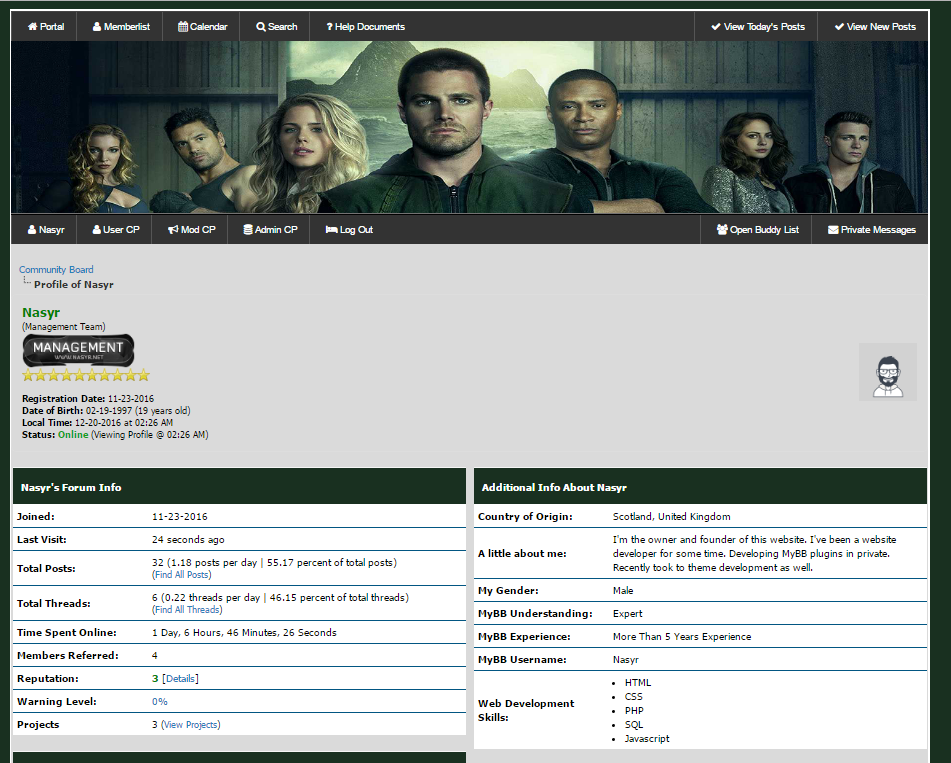 Portal Memberlist Calendar Search Help Documents View Today's Posts View New Posts
Nasyr User CP Mod CP Admin CP Log Out Open Buddy List Private Messages
Community Board
Profile of Nasyr
Nasyr
(Management Team)
MANAGEMENT
WWW.NASYR.NET
Registration Date: 11-23-2016
Date of Birth: 02-19-1997 (19 years old)
Local Time: 12-20-2016 at 02:26 AM
Status: Online (Viewing Profile @ 02:26 AM)
Nasyr's Forum Info
Joined: 11-23-2016
Last Visit: 24 seconds ago
Total Posts: 32 (1.18 posts per day | 55.17 percent of total posts)
(Find All Posts)
Total Threads: 6 (0.22 threads per day | 46.15 percent of total threads)
(Find All Threads)
Time Spent Online: 1 Day, 6 Hours, 46 Minutes, 26 Seconds
Members Referred: 4
Reputation: 3 [Details]
Warning Level: 0%
Projects 3 (View Projects)
Additional Info About Nasyr
Country of Origin: Scotland, United Kingdom
A little about me: I'm the owner and founder of this website. I've been a website
developer for some time. Developing MyBB plugins in private.
Recently took to theme development as well.
My Gender: Male
MyBB Understanding: Expert
MyBB Experience: More Than 5 Years Experience
MyBB Username: Nasyr
Web Development
Skills:
• HTML
• CSS
• PHP
• SQL
• Javascript